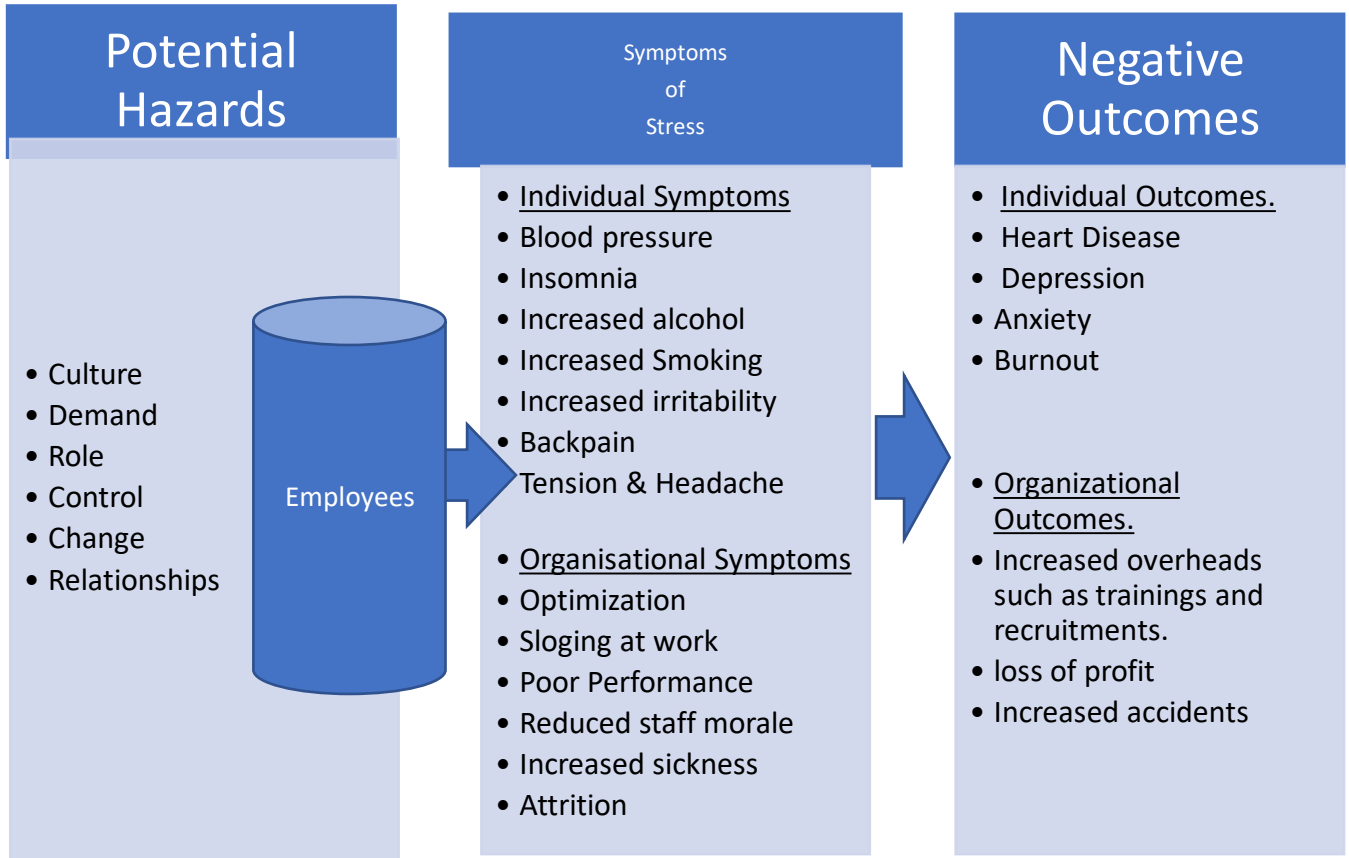 Potential
Hazards
• Culture
• Demand
• Role
• Control
• Change
• Relationships
Employees
Symptoms
of
Stress
• Individual Symptoms
• Blood pressure
• Insomnia
• Increased alcohol
• Increased Smoking
• Increased irritability
• Backpain
Tension & Headache
• Organisational Symptoms
• Optimization
• Sloging at work
• Poor Performance
• Reduced staff morale
• Increased sickness
• Attrition
Negative
Outcomes
• Individual Outcomes.
• Heart Disease
• Depression
• Anxiety
• Burnout
• Organizational
Outcomes.
• Increased overheads
such as trainings and
recruitments.
• loss of profit
• Increased accidents